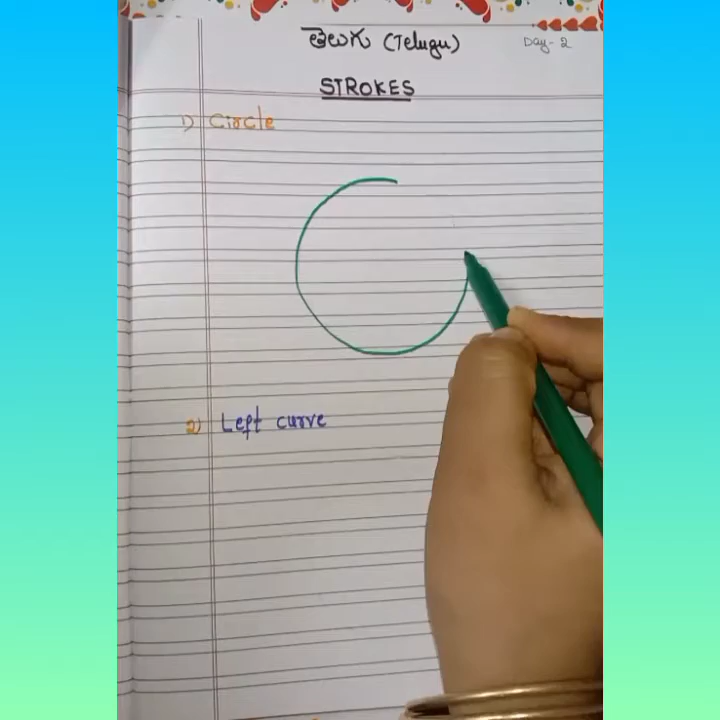 తెలుగు (Telugu)
Day - 2
STROKES
1) Circle
2) Left curve